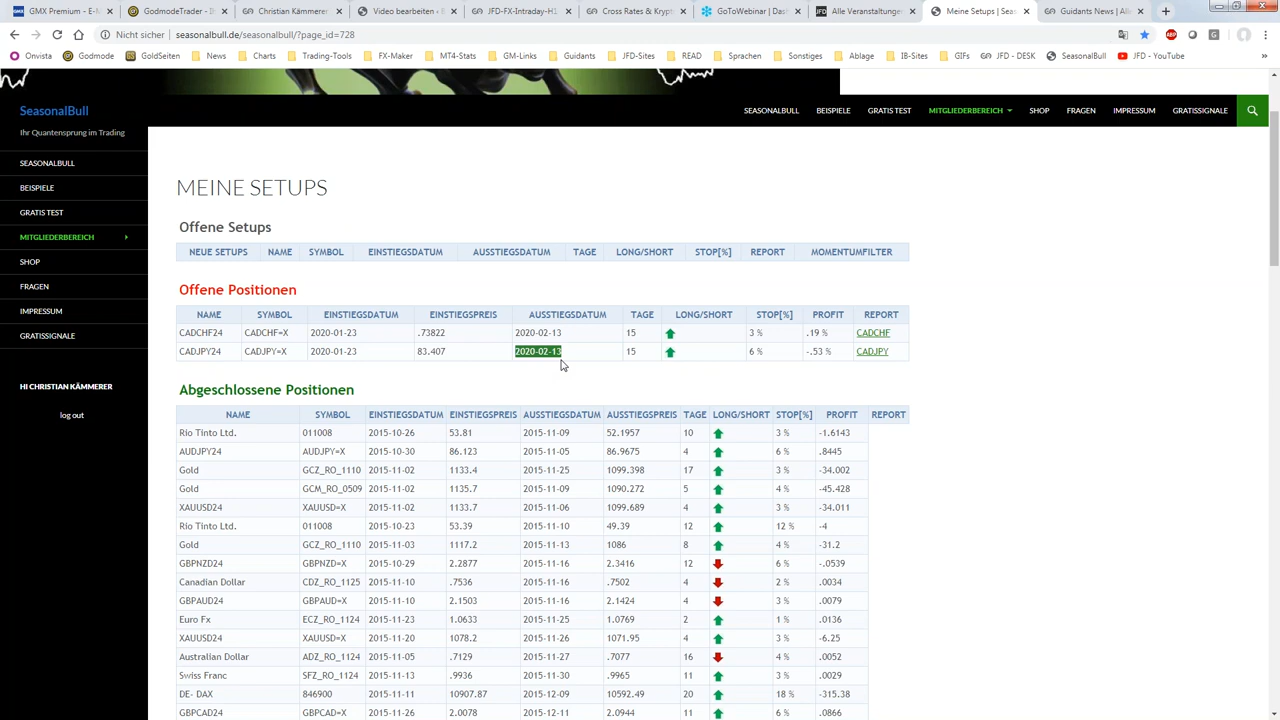 GMX Premium - E-M
GodmodeTrader - Ih
Christian Kämmerer
Video bearbeiten - 
JFD-FX-Intraday-H1
Cross Rates & Krypt
GoToWebinar | Dash
Alle Veranstaltunge
Meine Setups | Seas
Guidants News | Alle
Nicht sicher | seasonalbull.de/seasonalbull/?page_id=728
Onvista Godmode GoldSeiten News Charts Trading-Tools FX-Maker MT4-Stats GM-Links Guidants JFD-Sites READ Sprachen Sonstiges Ablage IB-Sites GIFs JFD - DESK SeasonalBull JFD - YouTube
SeasonalBull
Ihr Quantensprung im Trading
SEASONALBULL BEISPIELE GRATIS TEST MITGLIEDERBEREICH SHOP FRAGEN IMPRESSUM GRATISSIGNALE
SEASONALBULL
BEISPIELE
GRATIS TEST
MITGLIEDERBEREICH
SHOP
FRAGEN
IMPRESSUM
GRATISSIGNALE
HI CHRISTIAN KÄMMERER
log out
MEINE SETUPS
Offene Setups
NEUE SETUPS NAME SYMBOL EINSTIEGSDATUM AUSSTIEGSDATUM TAGE LONG/SHORT STOP[%] REPORT MOMENTUMFILTER
Offene Positionen
NAME SYMBOL EINSTIEGSDATUM EINSTIEGSPREIS AUSSTIEGSDATUM TAGE LONG/SHORT STOP[%] PROFIT REPORT
CADCHF24 CADCHF=X 2020-01-23 .73822 2020-02-13 15 3 % .19 % CADCHF
CADJPY24 CADJPY=X 2020-01-23 83.407 2020-02-13 15 6 % -.53 % CADJPY
Abgeschlossene Positionen
NAME SYMBOL EINSTIEGSDATUM EINSTIEGSPREIS AUSSTIEGSDATUM AUSSTIEGSPREIS TAGE LONG/SHORT STOP[%] PROFIT REPORT
Rio Tinto Ltd. 011008 2015-10-26 53.81 2015-11-09 52.1957 10 3 % -1.6143
AUDJPY24 AUDJPY=X 2015-10-30 86.123 2015-11-05 86.9675 4 6 % .8445
Gold GCZ_RO_1110 2015-11-02 1133.4 2015-11-25 1099.398 17 3 % -34.002
Gold GCM_RO_0509 2015-11-02 1135.7 2015-11-09 1090.272 5 4 % -45.428
XAUUSD24 XAUUSD=X 2015-11-02 1133.7 2015-11-06 1099.689 4 3 % -34.011
Rio Tinto Ltd. 011008 2015-10-23 53.39 2015-11-10 49.39 12 12 % -4
Gold GCZ_RO_1110 2015-11-03 1117.2 2015-11-13 1086 8 4 % -31.2
GBPNZD24 GBPNZD=X 2015-10-29 2.2877 2015-11-16 2.3416 12 6 % -.0539
Canadian Dollar CDZ_RO_1125 2015-11-10 .7536 2015-11-16 .7502 4 2 % .0034
GBPAUD24 GBPAUD=X 2015-11-10 2.1503 2015-11-16 2.1424 4 3 % .0079
Euro Fx ECZ_RO_1124 2015-11-23 1.0633 2015-11-25 1.0769 2 1 % .0136
XAUUSD24 XAUUSD=X 2015-11-20 1078.2 2015-11-26 1071.95 4 3 % -6.25
Australian Dollar ADZ_RO_1124 2015-11-05 .7129 2015-11-27 .7077 16 4 % .0052
Swiss Franc SFZ_RO_1124 2015-11-13 .9936 2015-11-30 .9965 11 3 % .0029
DE- DAX 846900 2015-11-11 10907.87 2015-12-09 10592.49 20 18 % -315.38
GBPCAD24 GBPCAD=X 2015-11-26 2.0078 2015-12-11 2.0944 11 6 % .0866